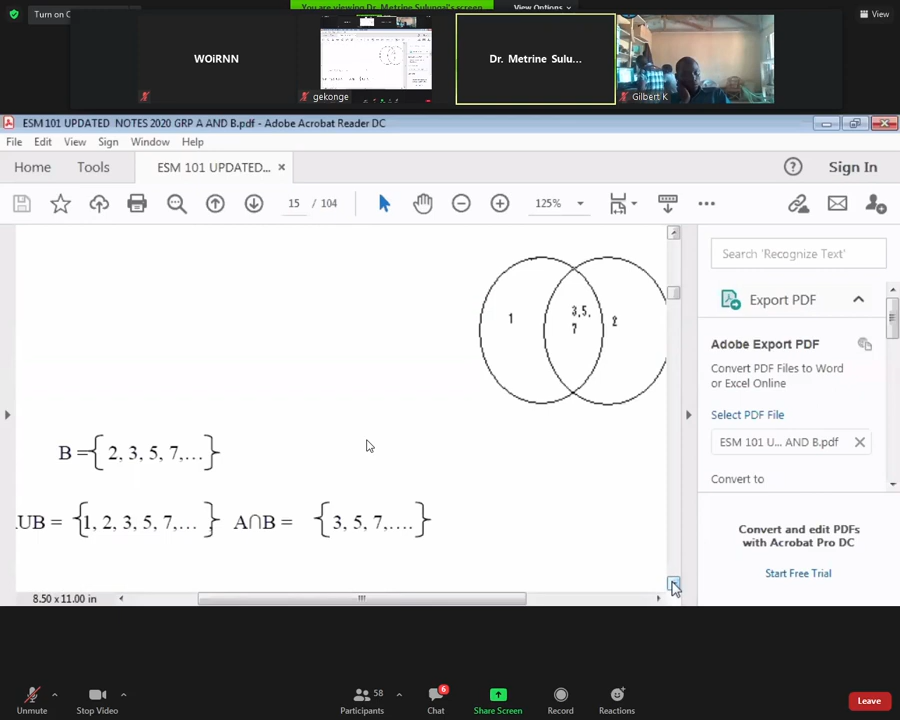 You are viewing Dr. Metrine Sulungai's screen
View Options
Turn on C
View
WOiRNN
gekonge
Dr. Metrine Sulu...
Gilbert K
ESM 101 UPDATED NOTES 2020 GRP A AND B.pdf - Adobe Acrobat Reader DC
File Edit View Sign Window Help
Home Tools ESM 101 UPDATED... × Sign In
15 / 104 125%
Search 'Recognize Text'
Export PDF
1 3,5, 2
7
Adobe Export PDF
Convert PDF Files to Word
or Excel Online
Select PDF File
ESM 101 U... AND B.pdf
Convert to
B ={ 2, 3, 5, 7,...}
UB = {1, 2, 3, 5, 7,... } A∩B = {3, 5, 7,....}
Convert and edit PDFs
with Acrobat Pro DC
Start Free Trial
8.50 x 11.00 in
58
6
Unmute Stop Video Participants Chat Share Screen Record Reactions Leave